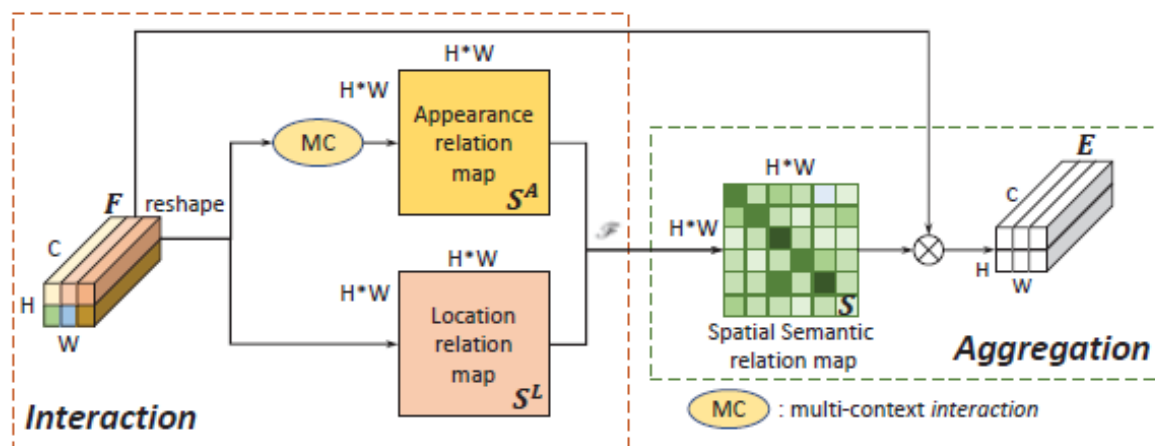 H*W
H*W
Appearance
relation
map
S^A
MC
F
reshape
C
H
W
H*W
H*W
Location
relation
map
S^L
ℱ
H*W
H*W
S
Spatial Semantic
relation map
E
C
H
W
Aggregation
Interaction
MC : multi-context interaction